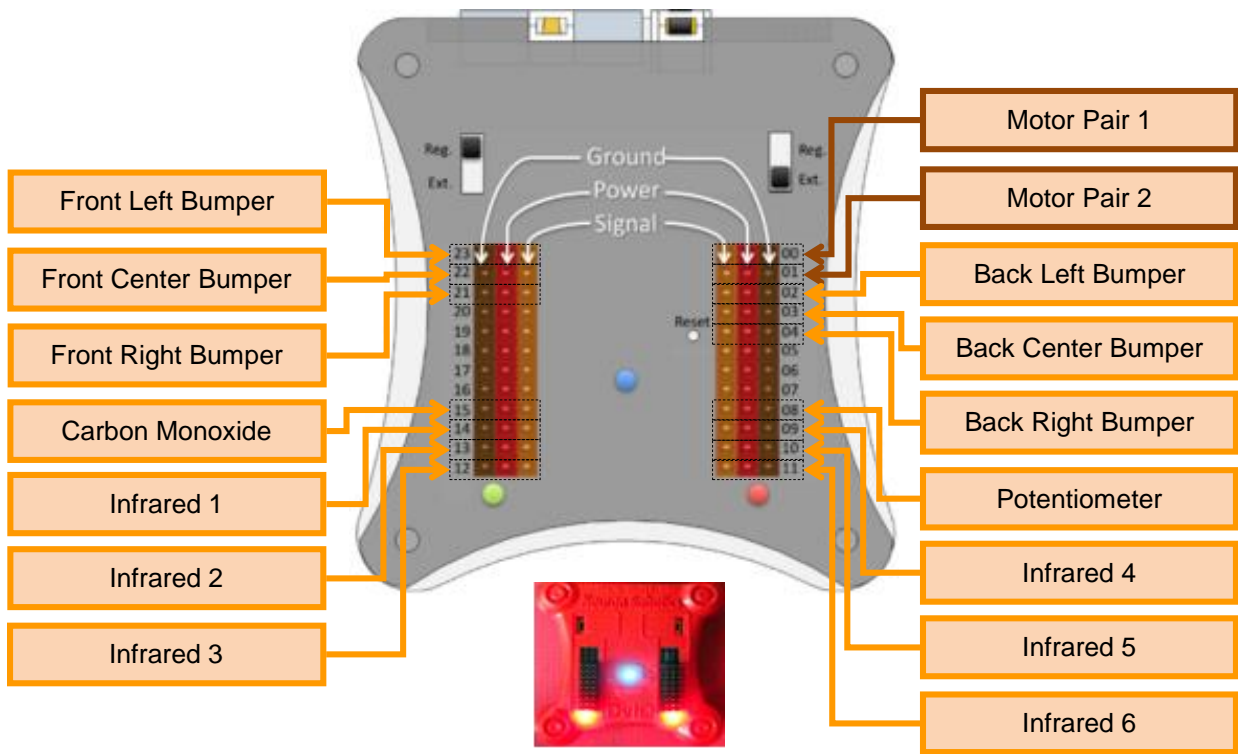 Motor Pair 1
Reg.
Ground
Reg.
Front Left Bumper
Ext.
Power
Ext.
Motor Pair 2
Signal
23
00
Front Center Bumper
22
01
Back Left Bumper
21
02
20
03
Front Right Bumper
19
Reset
04
Back Center Bumper
18
05
17
06
16
07
Carbon Monoxide
15
08
Back Right Bumper
14
09
13
10
12
11
Infrared 1
Potentiometer
Infrared 2
Infrared 4
Infrared 3
Infrared 5
Infrared 6